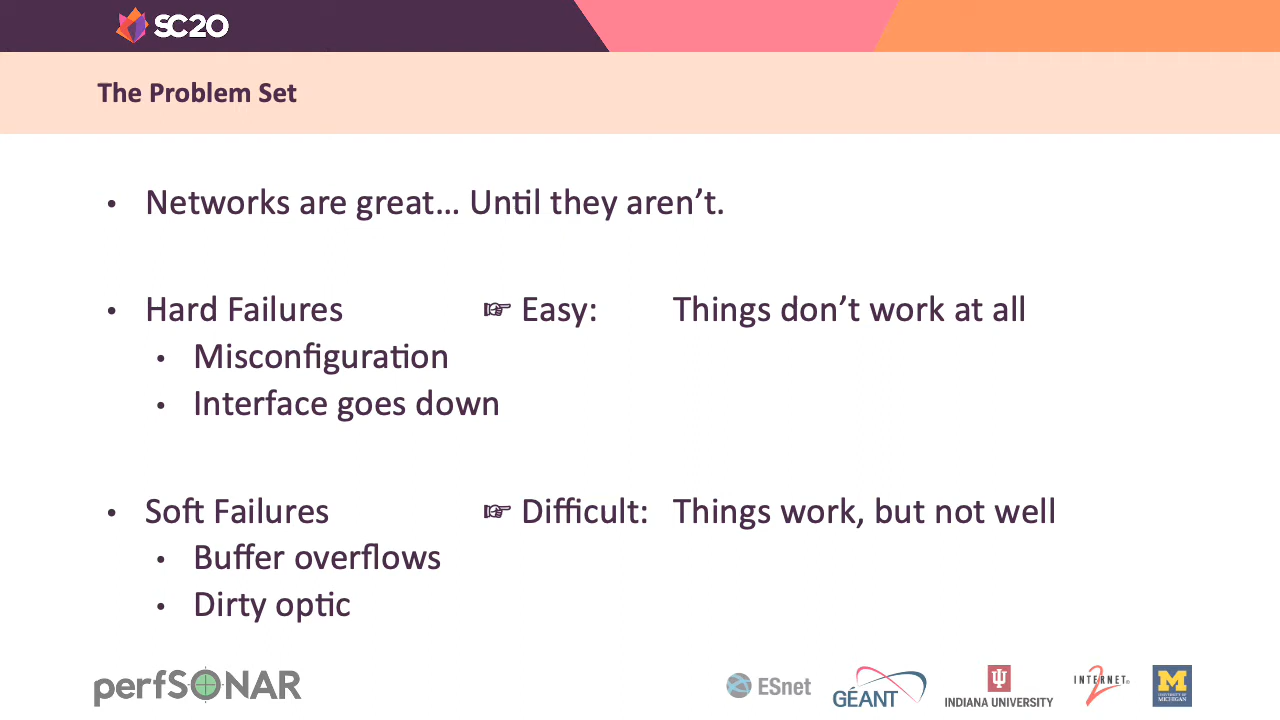 SC20
The Problem Set
• Networks are great… Until they aren’t.
• Hard Failures ☞ Easy: Things don’t work at all
• Misconfiguration
• Interface goes down
• Soft Failures ☞ Difficult: Things work, but not well
• Buffer overflows
• Dirty optic
perfSONAR
ESnet
GÉANT
INDIANA UNIVERSITY
INTERNET2®
M
UNIVERSITY OF
MICHIGAN